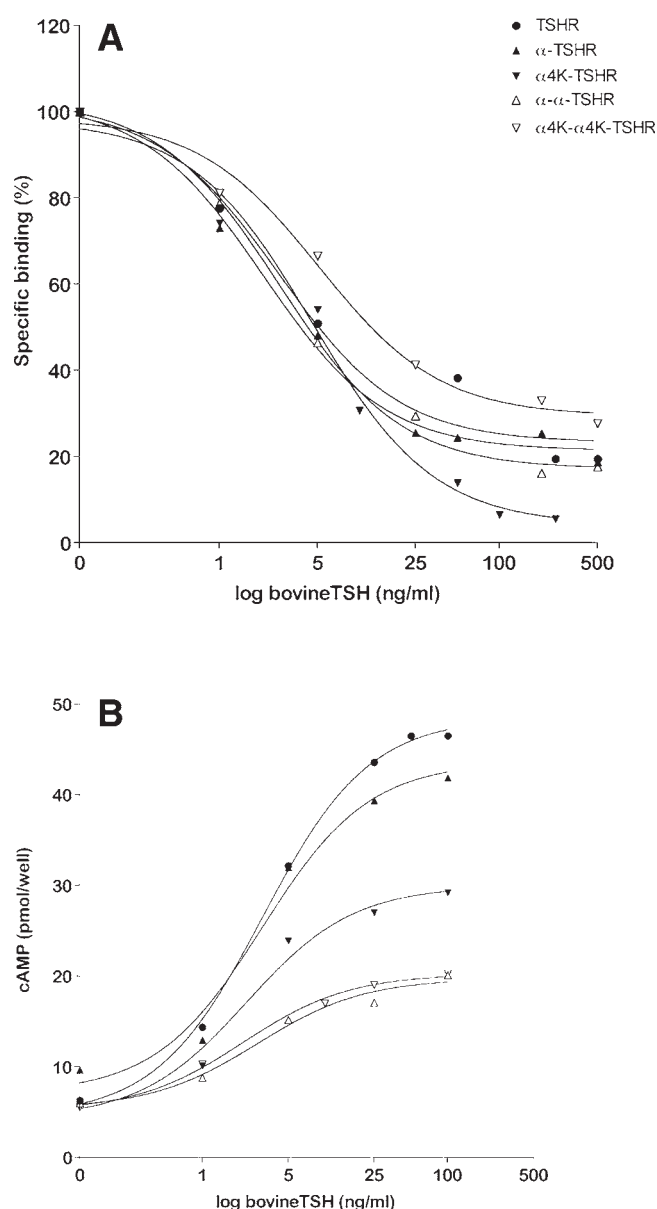 A
TSHR
α-TSHR
α4K-TSHR
α-α-TSHR
α4K-α4K-TSHR
120
100
80
60
40
20
0
Specific binding (%)
0 1 5 25 100 500
log bovineTSH (ng/ml)
B
50
40
30
20
10
0
cAMP (pmol/well)
0 1 5 25 100 500
log bovineTSH (ng/ml)